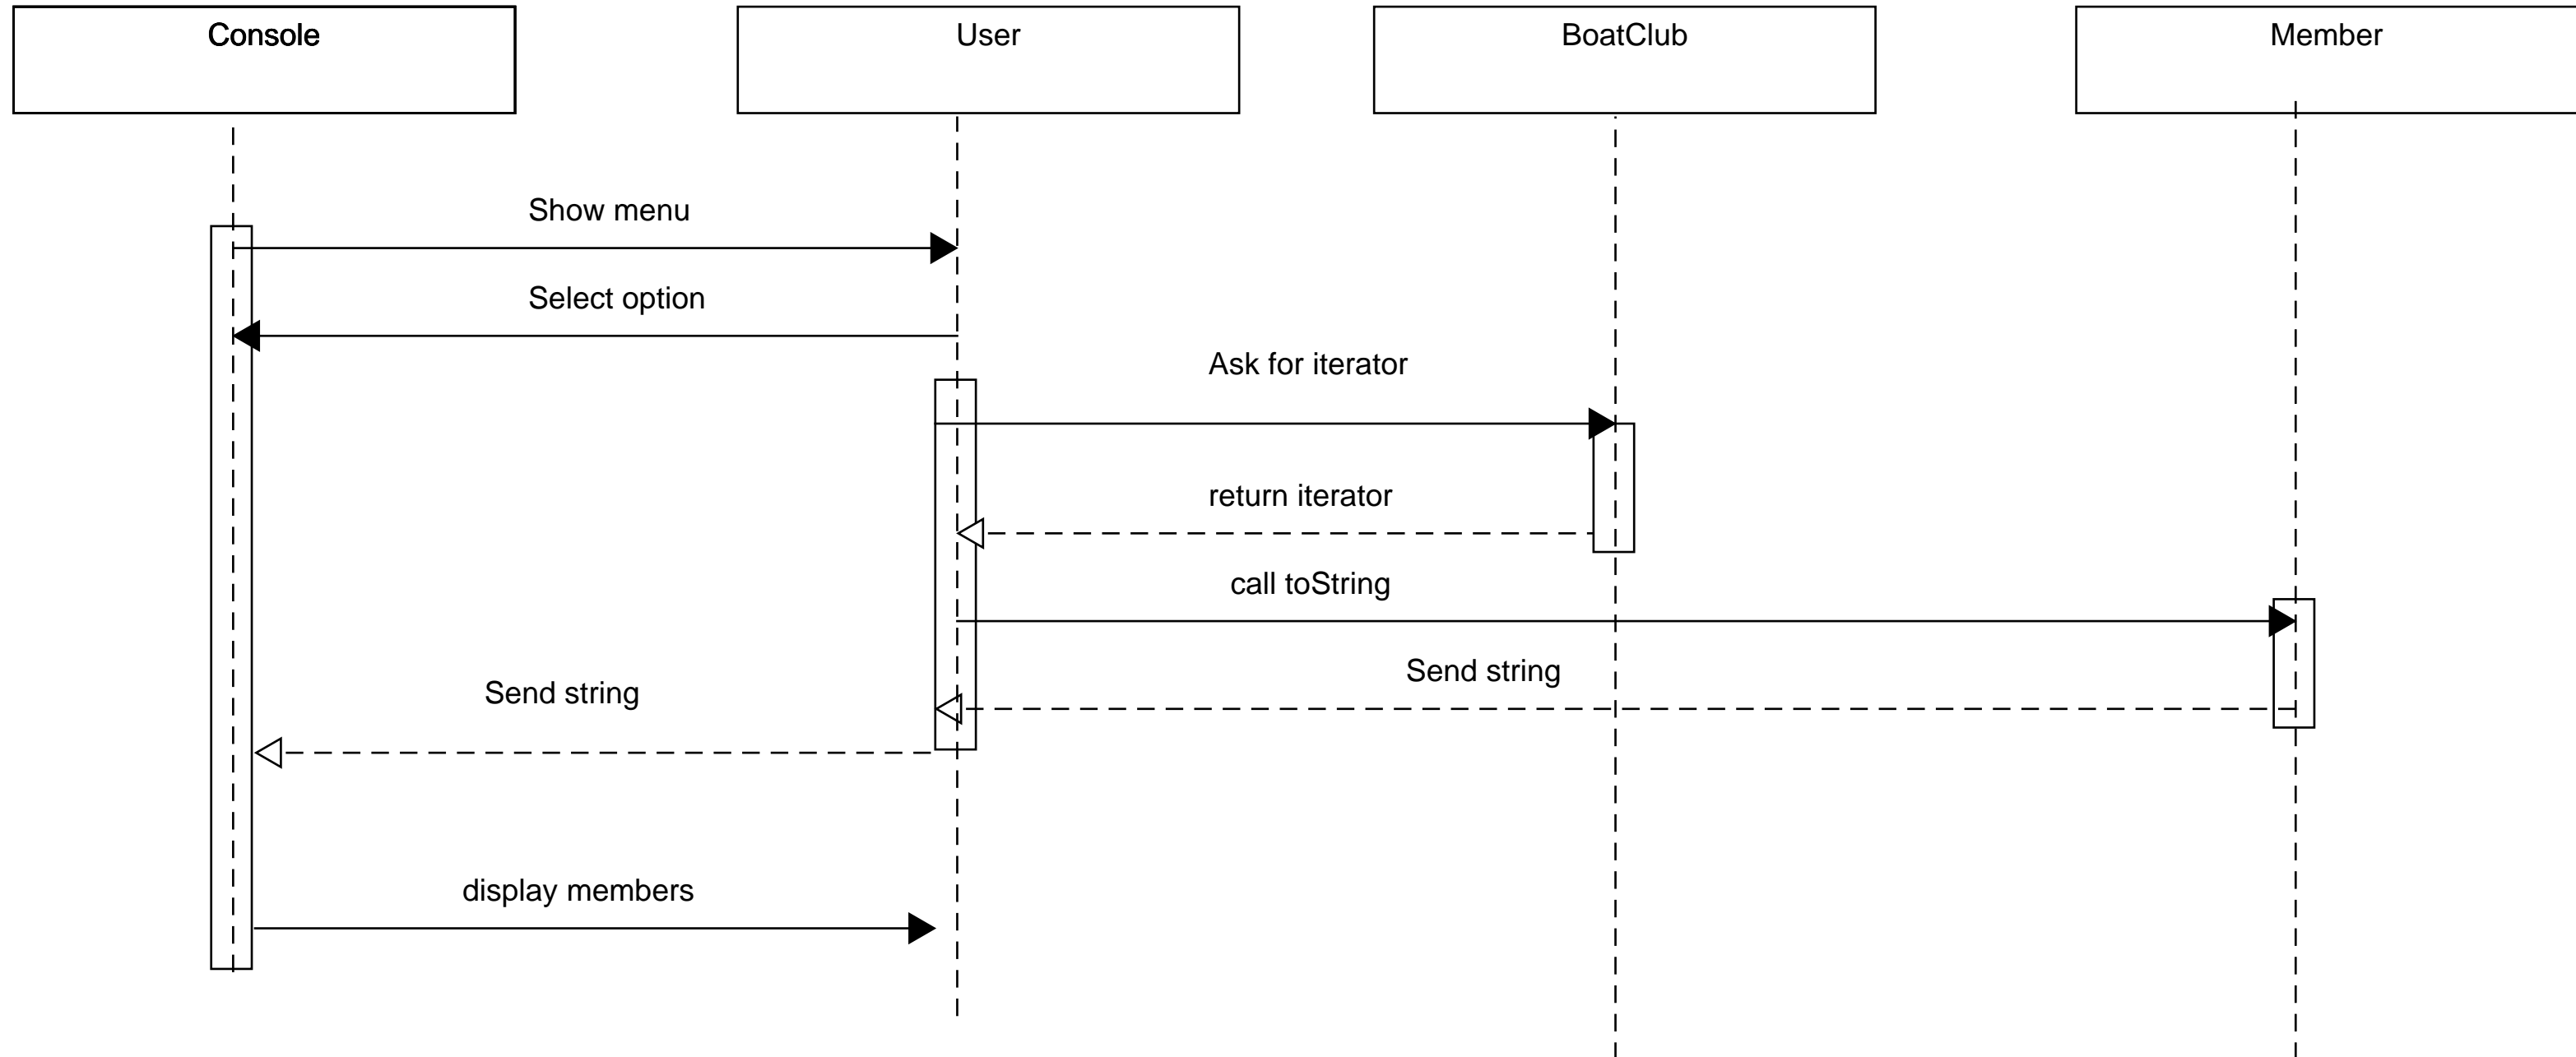 Console
User
BoatClub
Member
Show menu
Select option
Ask for iterator
return iterator
call toString
Send string
Send string
display members